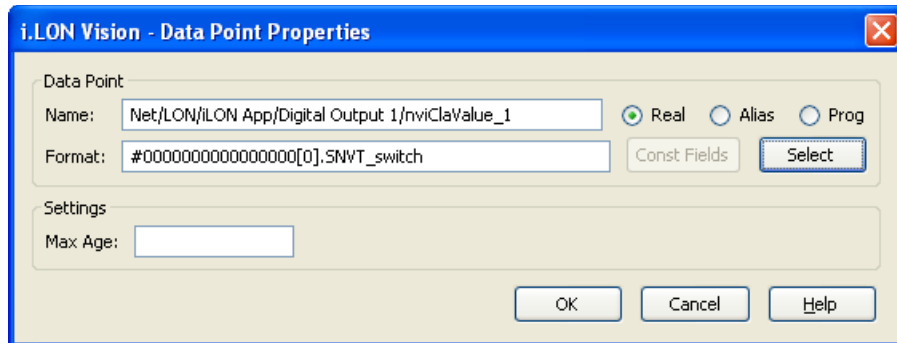 i.LON Vision - Data Point Properties
Data Point
Name: Net/LON/iLON App/Digital Output 1/nviClaValue_1 Real Alias Prog
Format: #0000000000000000[0].SNVT_switch Const Fields Select
Settings
Max Age:
OK Cancel Help